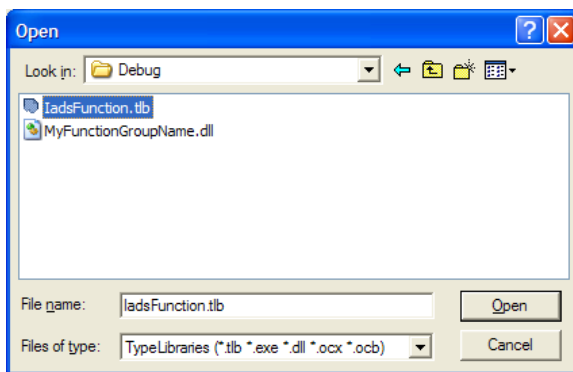 Open
Look in: Debug
IadsFunction.tlb
MyFunctionGroupName.dll
File name: IadsFunction.tlb Open
Files of type: TypeLibraries (*.tlb *.exe *.dll *.ocx *.ocb) Cancel